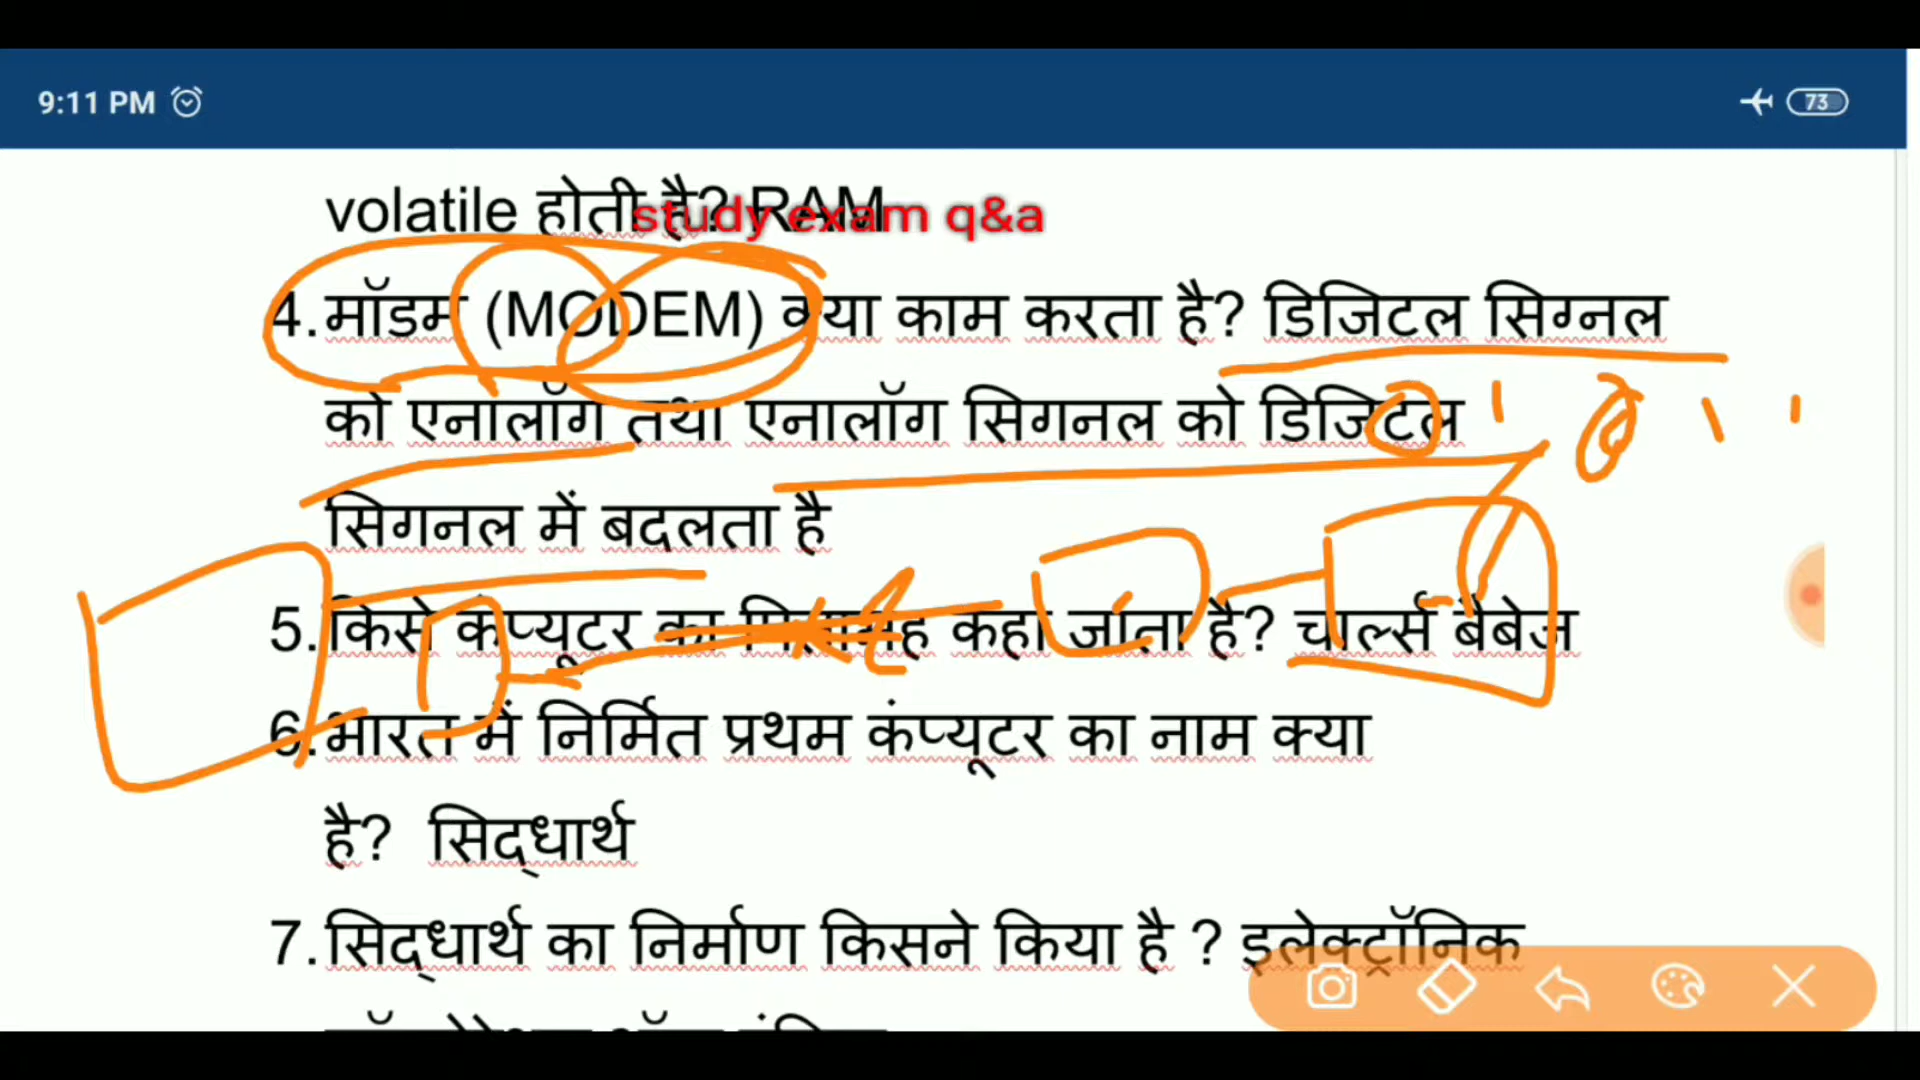 9:11 PM 73
volatile होती है? RAM
study exam q&a
4. मॉडम (MODEM) क्या काम करता है? डिजिटल सिग्नल
को एनालॉग तथा एनालॉग सिगनल को डिजिटल
सिगनल में बदलता है
5. किसे कंप्यूटर का पितामह कहा जाता है? चार्ल्स बैबेज
6. भारत में निर्मित प्रथम कंप्यूटर का नाम क्या
है? सिद्धार्थ
7. सिद्धार्थ का निर्माण किसने किया है ? इलेक्ट्रॉनिक